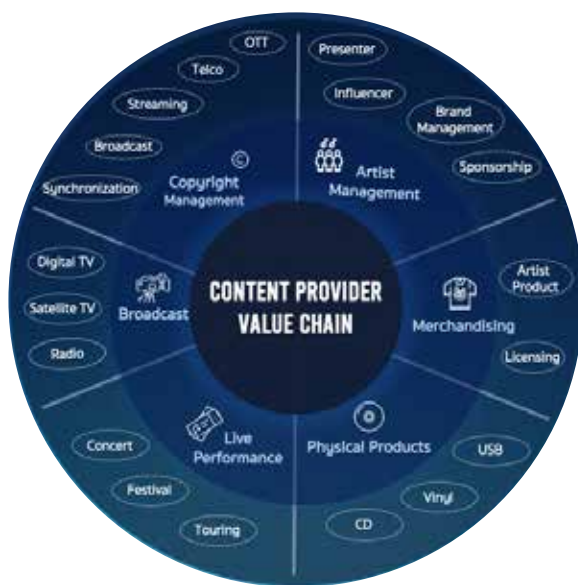 OTT
Telco
Streaming
Broadcast
Synchronization
©
Copyright
Management
Presenter
Influencer
Brand
Management
Sponsorship
Artist
Management
Digital TV
Satellite TV
Radio
Broadcast
CONTENT PROVIDER
VALUE CHAIN
Merchandising
Artist
Product
Licensing
Live
Performance
Concert
Festival
Touring
Physical Products
USB
Vinyl
CD